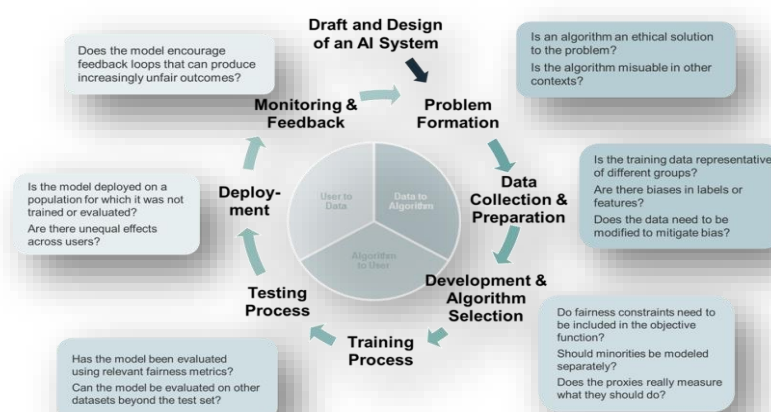 Draft and Design
of an AI System
Does the model encourage
feedback loops that can produce
increasingly unfair outcomes?
Is an algorithm an ethical solution
to the problem?
Is the algorithm misuable in other
contexts?
Monitoring &
Feedback
Problem
Formation
Is the training data representative
of different groups?
Are there biases in labels or
features?
Does the data need to be
modified to mitigate bias?
Is the model deployed on a
population for which it was not
trained or evaluated?
Are there unequal effects
across users?
Deploy-
ment
User to
Data
Data to
Algorithm
Algorithm
to User
Data
Collection &
Preparation
Development &
Algorithm
Selection
Testing
Process
Training
Process
Do fairness constraints need to
be included in the objective
function?
Should minorities be modeled
separately?
Does the proxies really measure
what they should do?
Has the model been evaluated
using relevant fairness metrics?
Can the model be evaluated on other
datasets beyond the test set?